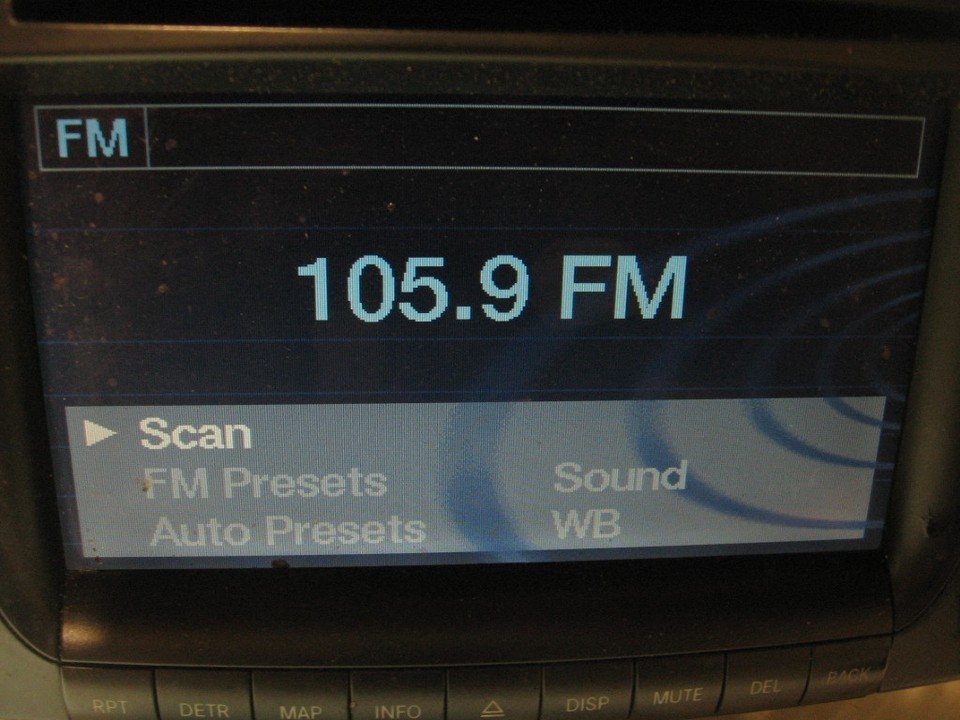 FM
105.9 FM
Scan
FM Presets Sound
Auto Presets WB
RPT DETR MAP INFO DISP MUTE DEL BACK